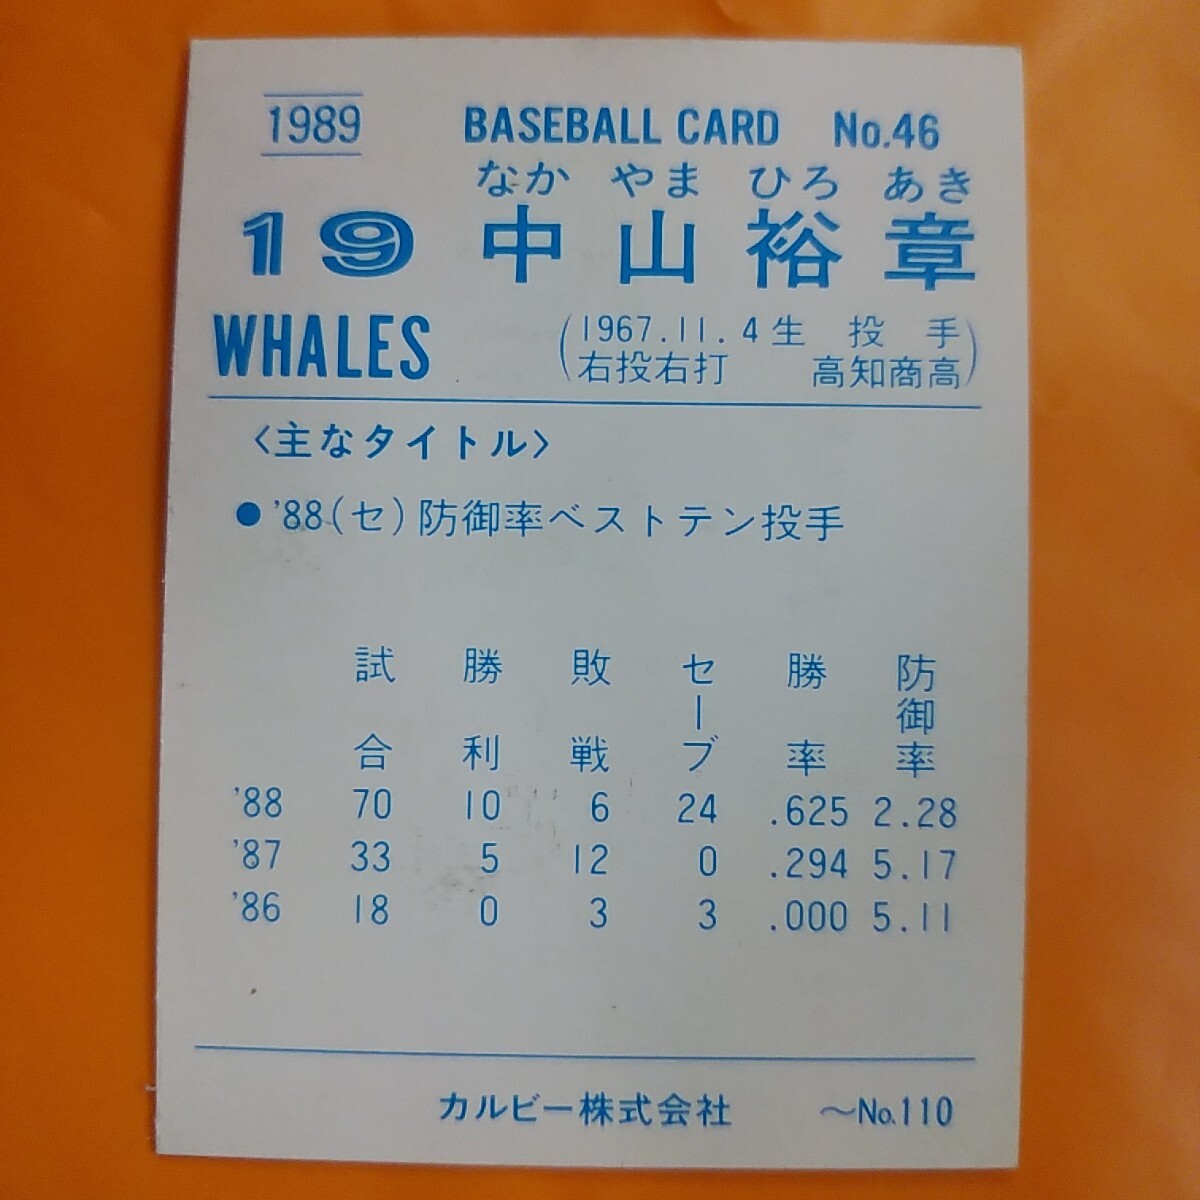 1989 BASEBALL CARD No.46
なか やま ひろ あき
19 中山裕章
WHALES
(1967.11.4生 投手
右投右打 高知商高)
〈主なタイトル〉
●'88(セ)防御率ベストテン投手
試合 勝利 敗戦 セーブ 勝率 防御率
'88 70 10 6 24 .625 2.28
'87 33 5 12 0 .294 5.17
'86 18 0 3 3 .000 5.11
カルビー株式会社 ～No.110